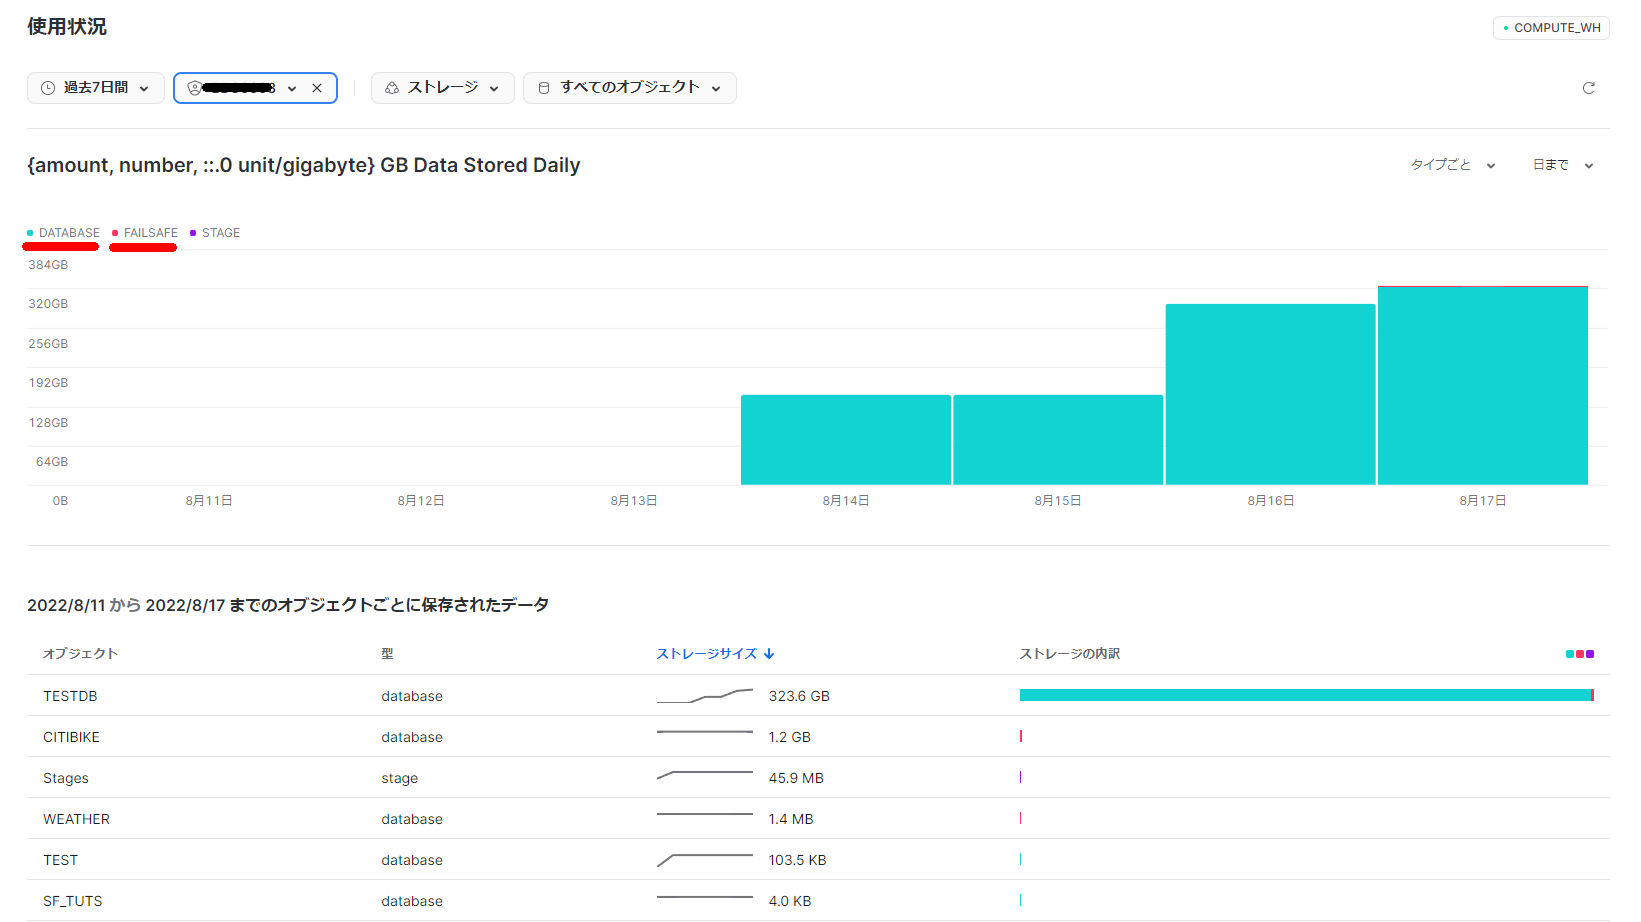 使用状況
COMPUTE_WH
過去7日間
ストレージ
すべてのオブジェクト
{amount, number, ::.0 unit/gigabyte} GB Data Stored Daily
タイプごと
日まで
DATABASE FAILSAFE STAGE
384GB
320GB
256GB
192GB
128GB
64GB
0B
8月11日 8月12日 8月13日 8月14日 8月15日 8月16日 8月17日
2022/8/11 から 2022/8/17 までのオブジェクトごとに保存されたデータ
オブジェクト 型 ストレージサイズ ストレージの内訳
TESTDB database 323.6 GB
CITIBIKE database 1.2 GB
Stages stage 45.9 MB
WEATHER database 1.4 MB
TEST database 103.5 KB
SF_TUTS database 4.0 KB